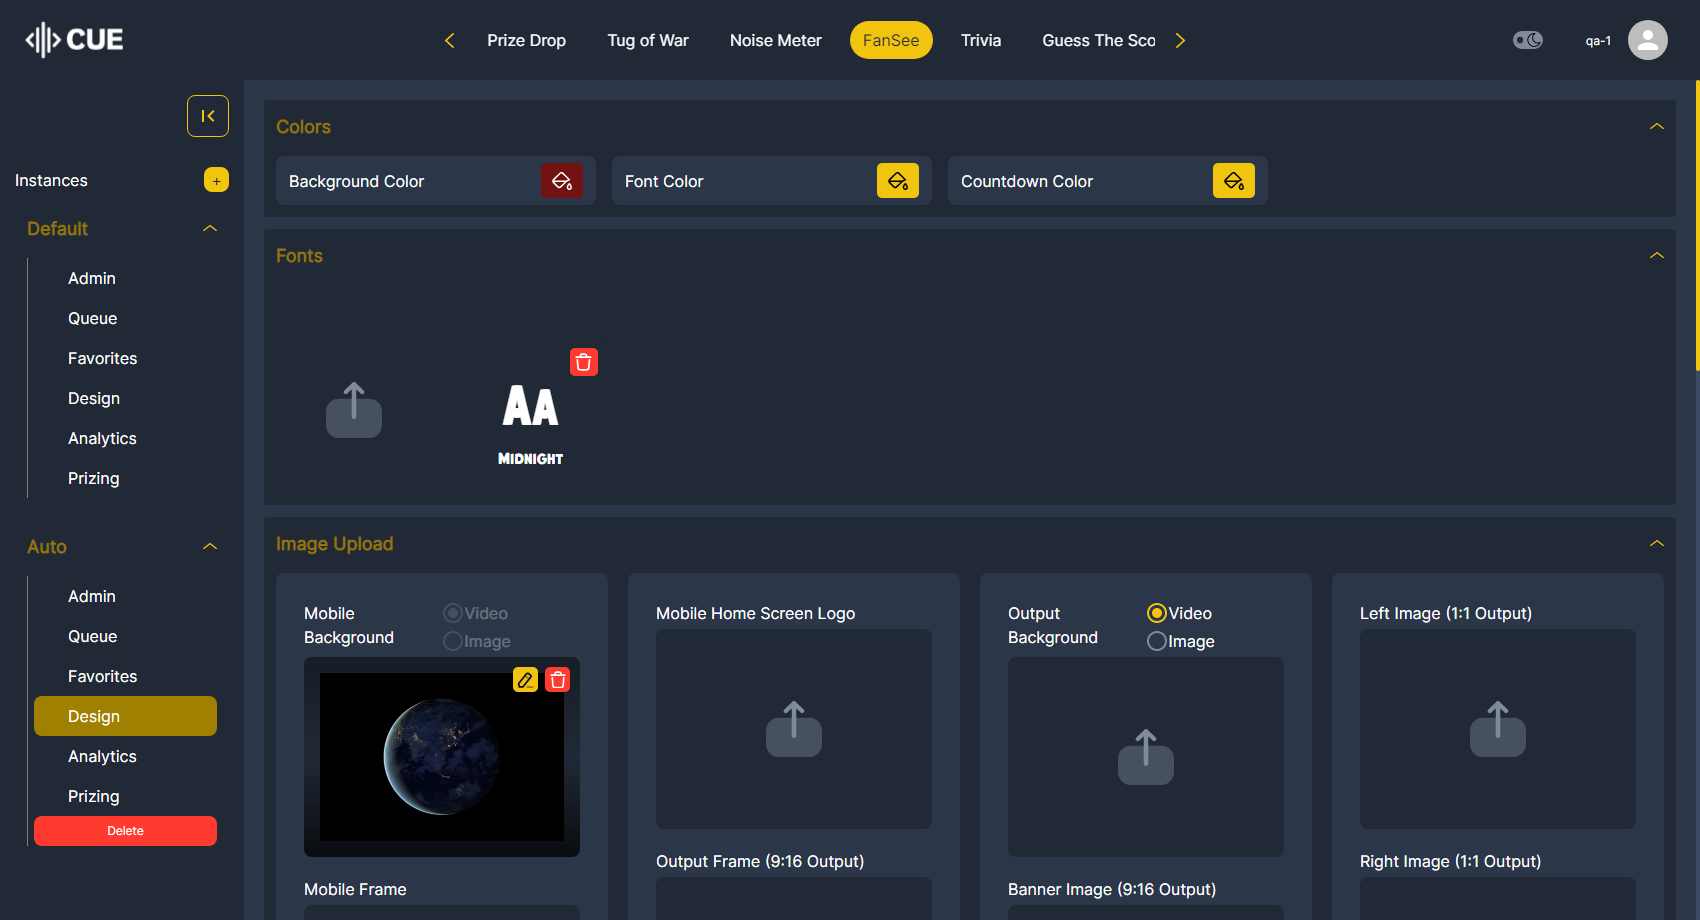 CUE
Prize Drop
Tug of War
Noise Meter
FanSee
Trivia
Guess The Sco
qa-1
Instances
+
Default
Admin
Queue
Favorites
Design
Analytics
Prizing
Auto
Admin
Queue
Favorites
Design
Analytics
Prizing
Delete
Colors
Background Color
Font Color
Countdown Color
Fonts
AA
MIDNIGHT
Image Upload
Mobile
Background
Video
Image
Mobile Home Screen Logo
Output
Background
Video
Image
Left Image (1:1 Output)
Mobile Frame
Output Frame (9:16 Output)
Banner Image (9:16 Output)
Right Image (1:1 Output)